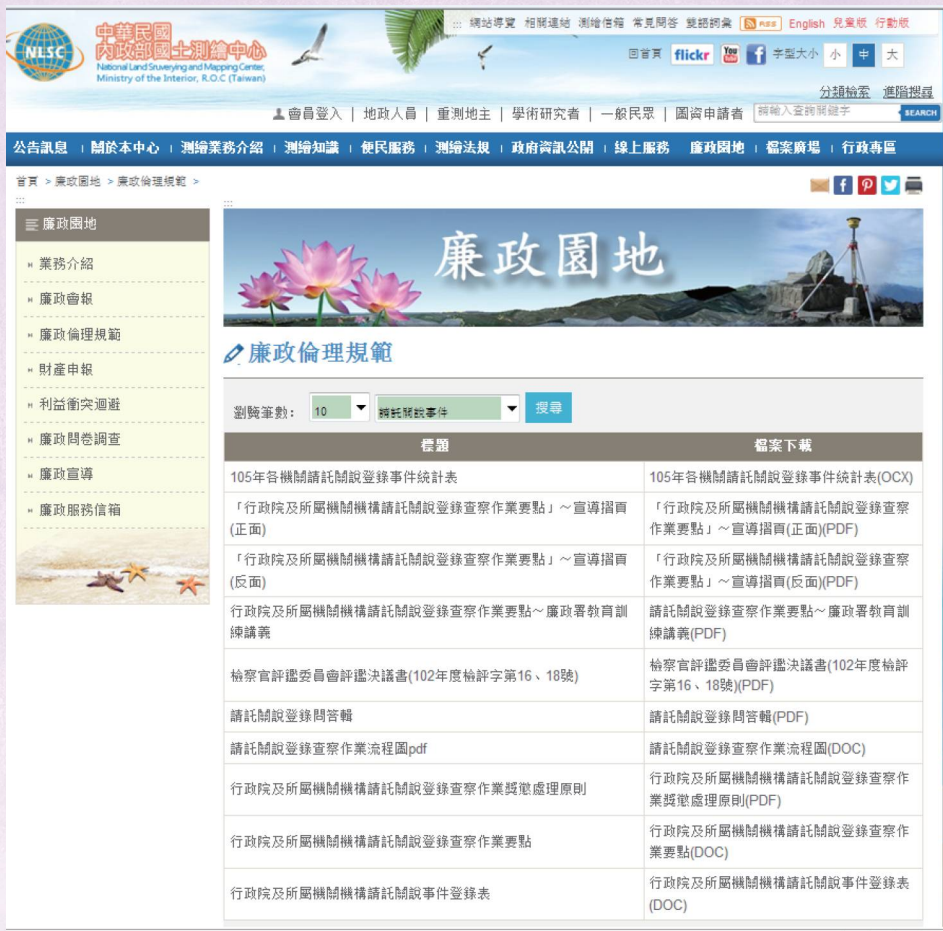 ::: 網站導覽 相關連結 測繪信箱 常見問答 雙語詞彙 RSS English 兒童版 行動版
NLSC
中華民國
內政部國土測繪中心
National Land Sruveying and Mapping Center,
Ministry of the Interior, R.O.C (Taiwan)
回首頁 flickr You Tube f 字型大小 小 中 大
分類檢索 進階搜尋
會員登入 | 地政人員 | 重測地主 | 學術研究者 | 一般民眾 | 圖資申請者 請輸入查詢關鍵字 SEARCH
公告訊息 | 關於本中心 | 測繪業務介紹 | 測繪知識 | 便民服務 | 測繪法規 | 政府資訊公開 | 線上服務 廉政園地 | 檔案廣場 | 行政專區
首頁 > 廉政園地 > 廉政倫理規範 >
:::
廉政園地
» 業務介紹
» 廉政會報
» 廉政倫理規範
» 財產申報
» 利益衝突迴避
» 廉政問卷調查
» 廉政宣導
» 廉政服務信箱
:::
廉政園地
廉政倫理規範
瀏覽筆數: 10 請託關說事件 搜尋
標題 檔案下載
105年各機關請託關說登錄事件統計表 105年各機關請託關說登錄事件統計表(OCX)
「行政院及所屬機關機構請託關說登錄查察作業要點」～宣導摺頁 「行政院及所屬機關機構請託關說登錄查察
(正面) 作業要點」～宣導摺頁(正面)(PDF)
「行政院及所屬機關機構請託關說登錄查察作業要點」～宣導摺頁 「行政院及所屬機關機構請託關說登錄查察
(反面) 作業要點」～宣導摺頁(反面)(PDF)
行政院及所屬機關機構請託關說登錄查察作業要點～廉政署教育訓 請託關說登錄查察作業要點～廉政署教育訓
練講義 練講義(PDF)
檢察官評鑑委員會評鑑決議書(102年度檢評字第16、18號) 檢察官評鑑委員會評鑑決議書(102年度檢評
字第16、18號)(PDF)
請託關說登錄問答輯 請託關說登錄問答輯(PDF)
請託關說登錄查察作業流程圖pdf 請託關說登錄查察作業流程圖(DOC)
行政院及所屬機關機構請託關說登錄查察作業獎懲處理原則 行政院及所屬機關機構請託關說登錄查察作
業獎懲處理原則(PDF)
行政院及所屬機關機構請託關說登錄查察作業要點 行政院及所屬機關機構請託關說登錄查察作
業要點(DOC)
行政院及所屬機關機構請託關說事件登錄表 行政院及所屬機關機構請託關說事件登錄表
(DOC)